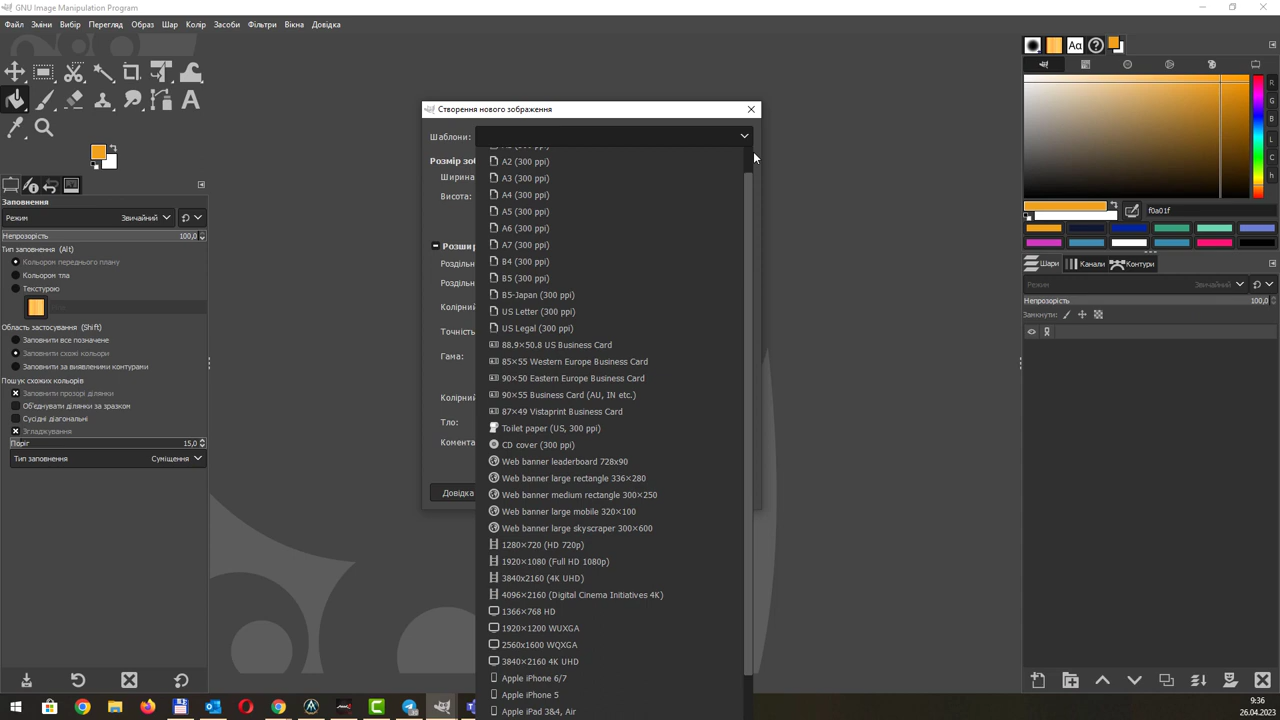 GNU Image Manipulation Program
Файл Зміни Вибір Перегляд Образ Шар Колір Засоби Фільтри Вікна Довідка
Створення нового зображення
Шаблони:
A2 (300 ppi)
A3 (300 ppi)
A4 (300 ppi)
A5 (300 ppi)
A6 (300 ppi)
A7 (300 ppi)
B4 (300 ppi)
B5 (300 ppi)
B5-Japan (300 ppi)
US Letter (300 ppi)
US Legal (300 ppi)
88.9×50.8 US Business Card
85×55 Western Europe Business Card
90×50 Eastern Europe Business Card
90×55 Business Card (AU, IN etc.)
87×49 Vistaprint Business Card
Toilet paper (US, 300 ppi)
CD cover (300 ppi)
Web banner leaderboard 728x90
Web banner large rectangle 336×280
Web banner medium rectangle 300×250
Web banner large mobile 320×100
Web banner large skyscraper 300×600
1280×720 (HD 720p)
1920×1080 (Full HD 1080p)
3840x2160 (4K UHD)
4096×2160 (Digital Cinema Initiatives 4K)
1366×768 HD
1920×1200 WUXGA
2560x1600 WQXGA
3840×2160 4K UHD
Apple iPhone 6/7
Apple iPhone 5
Apple iPad 3&4, Air
Розмір зоб
Ширина
Висота:
Розшир
Роздільн
Роздільн
Колірний
Точність
Гама:
Колірний
Тло:
Комента
Довідка
Заповнення
Режим Звичайний
Непрозорість 100,0
Тип заповнення (Alt)
Кольором переднього плану
Кольором тла
Текстурою
Область застосування (Shift)
Заповнити все позначене
Заповнити схожі кольори
Заповнити за виявленими контурами
Пошук схожих кольорів
Заповнити прозорі ділянки
Об'єднувати ділянки за зразком
Сусідні діагональні
Згладжування
Поріг 15,0
Тип заповнення Суміщення
Aα
R
G
B
L
C
h
f0a01f
Шари Канали Контури
Режим Звичайний
Непрозорість 100,0
Замкнути:
9:36
26.04.2023